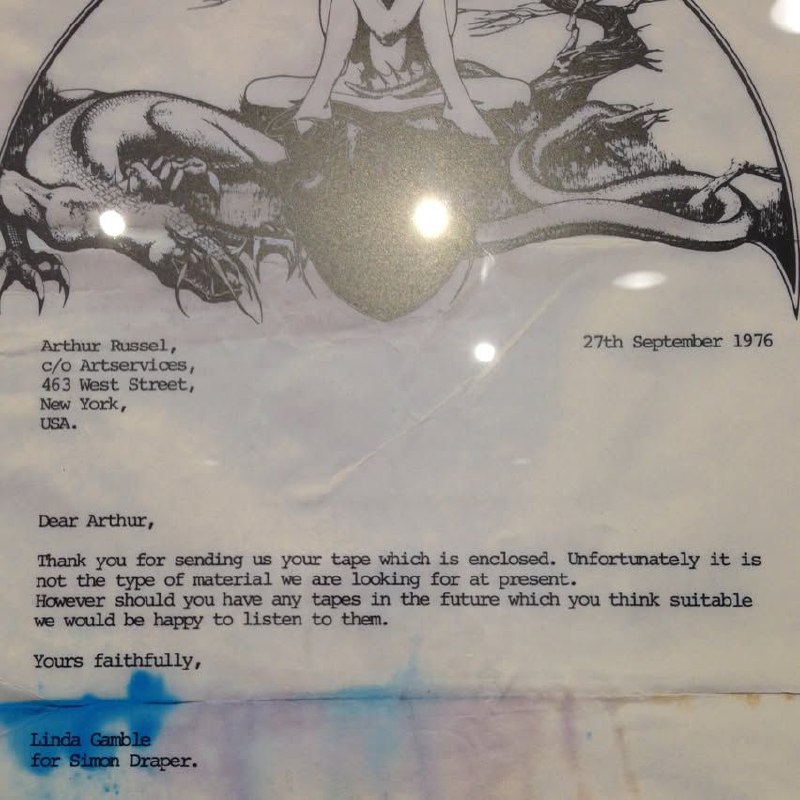 Arthur Russel,
c/o Artservices,
463 West Street,
New York,
USA.
27th September 1976
Dear Arthur,
Thank you for sending us your tape which is enclosed. Unfortunately it is
not the type of material we are looking for at present.
However should you have any tapes in the future which you think suitable
we would be happy to listen to them.
Yours faithfully,
Linda Gamble
for Simon Draper.